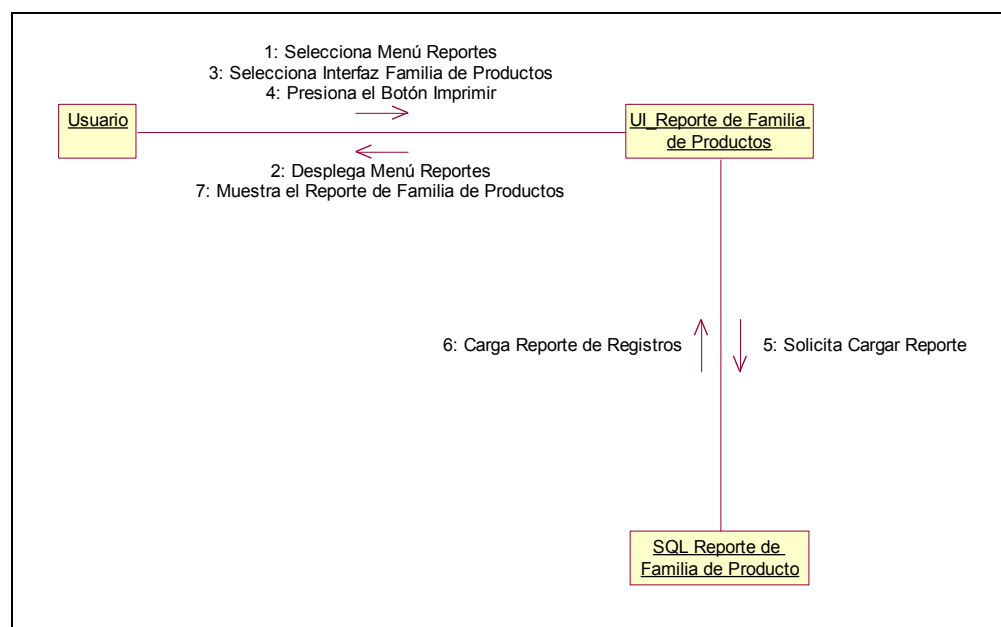 1: Selecciona Menú Reportes
3: Selecciona Interfaz Familia de Productos
4: Presiona el Botón Imprimir
Usuario
UI_Reporte de Familia
de Productos
2: Desplega Menú Reportes
7: Muestra el Reporte de Familia de Productos
6: Carga Reporte de Registros
5: Solicita Cargar Reporte
SQL Reporte de
Familia de Producto